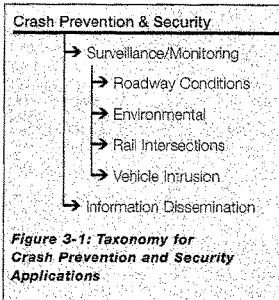 Crash Prevention & Security
Surveillance/Monitoring
Roadway Conditions
Environmental
Rail Intersections
Vehicle Intrusion
Information Dissemination
Figure 3-1: Taxonomy for
Crash Prevention and Security
Applications